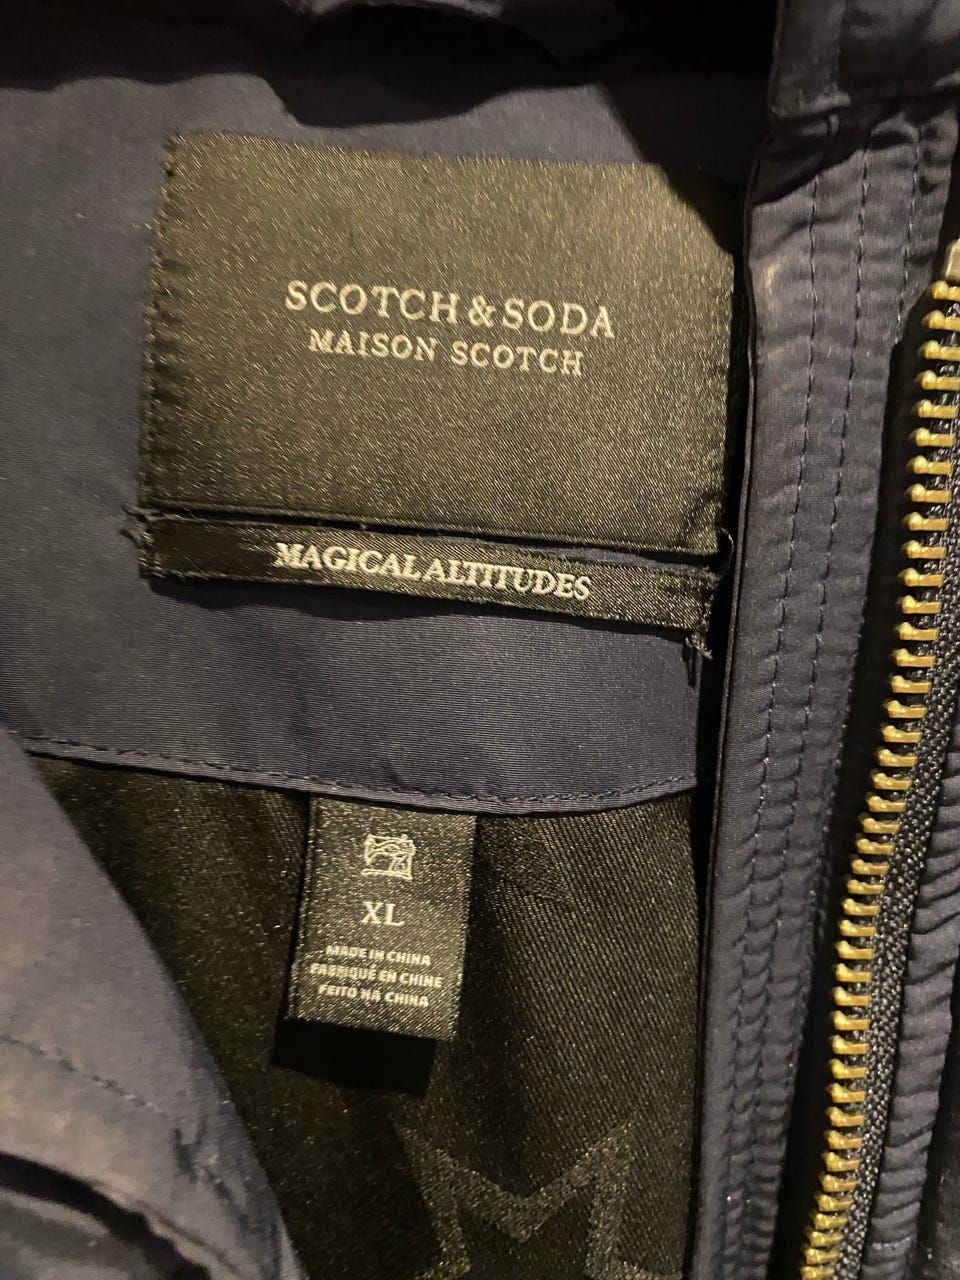 SCOTCH & SODA
MAISON SCOTCH
MAGICAL ALTITUDES
XL
MADE IN CHINA
FABRIQUÉ EN CHINE
FEITO NA CHINA